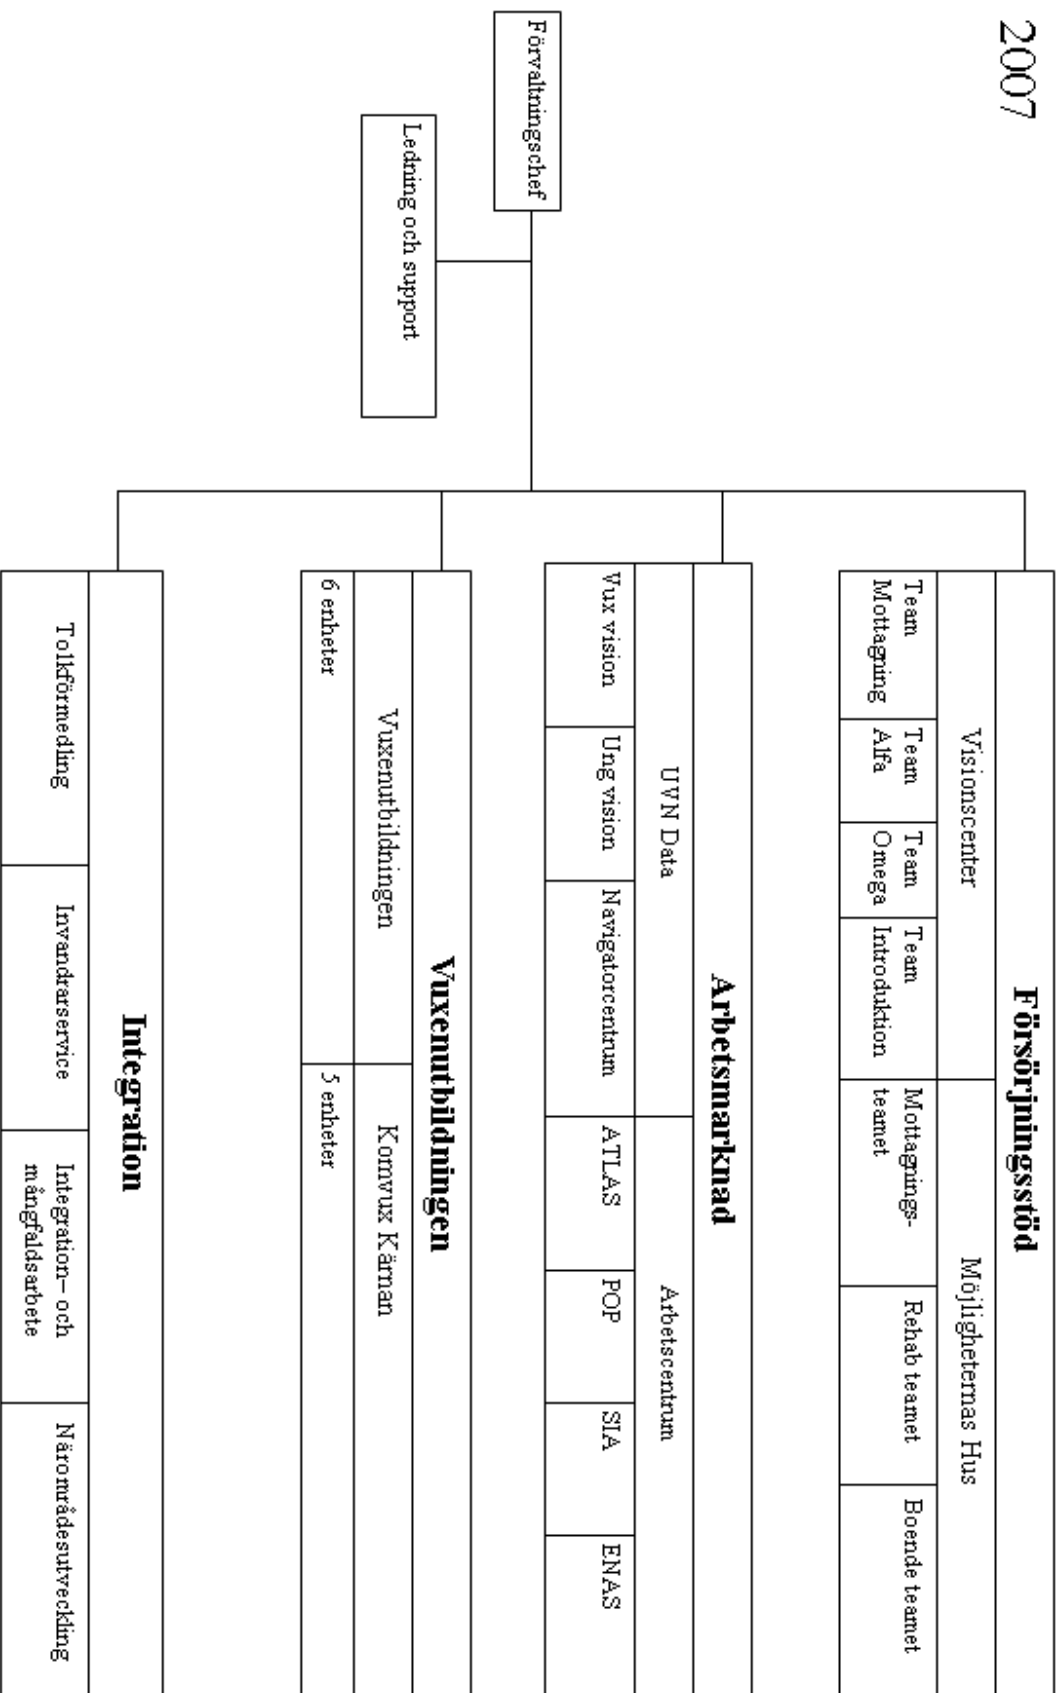 2007
Förvaltningschef
Ledning och support
Försörjningsstöd
Visionscenter
Möjligheternas Hus
Team
Mottagning
Team
Alfa
Team
Omega
Team
Introduktion
Mottagnings-
teamet
Rehab teamet
Boende teamet
Arbetsmarknad
UVN Data
Arbetscentrum
Vux vision
Ung vision
Navigatorcentrum
ATLAS
POP
SIA
ENAS
Vuxenutbildningen
Vuxenutbildningen
Komvux Kärnan
6 enheter
5 enheter
Integration
Tolkförmedling
Invandrarservice
Integration- och
mångfaldsarbete
Närområdesutveckling